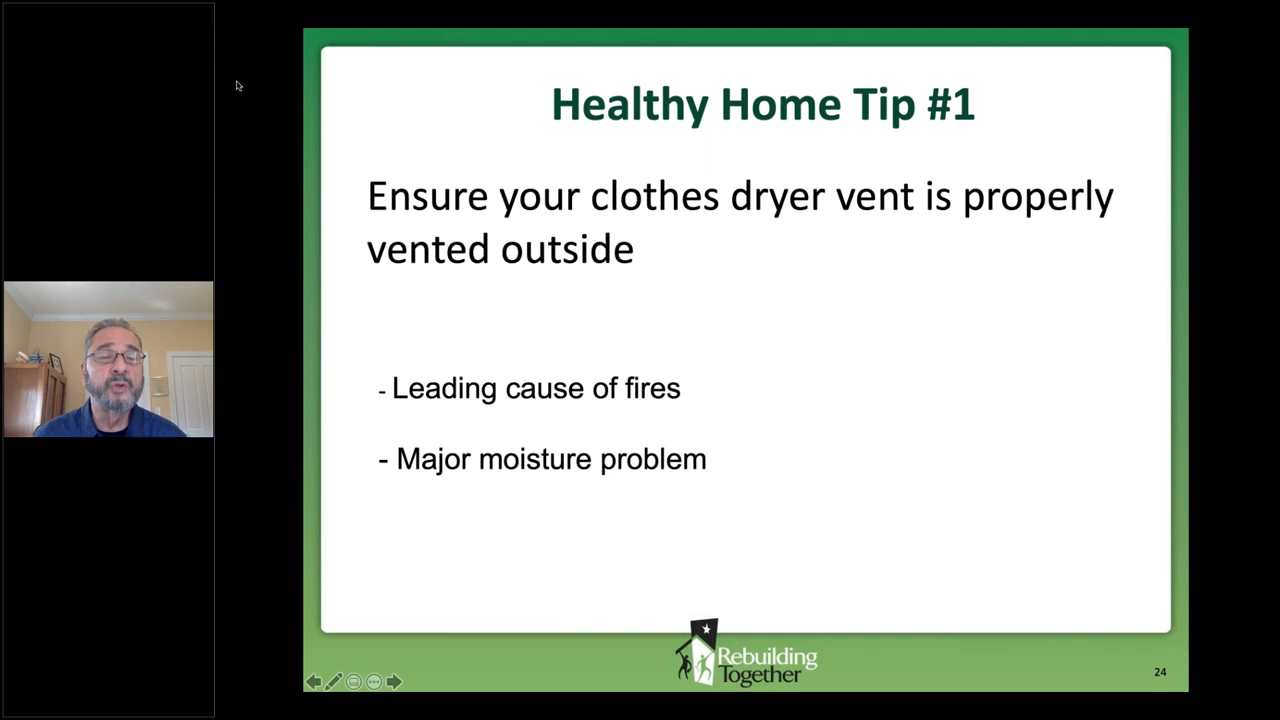 Healthy Home Tip #1
Ensure your clothes dryer vent is properly
vented outside
- Leading cause of fires
- Major moisture problem
Rebuilding
Together
24